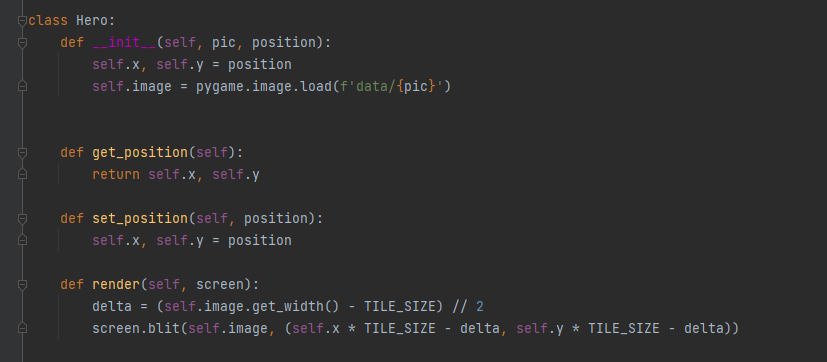 class Hero:
    def __init__(self, pic, position):
        self.x, self.y = position
        self.image = pygame.image.load(f'data/{pic}')
    def get_position(self):
        return self.x, self.y
    def set_position(self, position):
        self.x, self.y = position
    def render(self, screen):
        delta = (self.image.get_width() - TILE_SIZE) // 2
        screen.blit(self.image, (self.x * TILE_SIZE - delta, self.y * TILE_SIZE - delta))